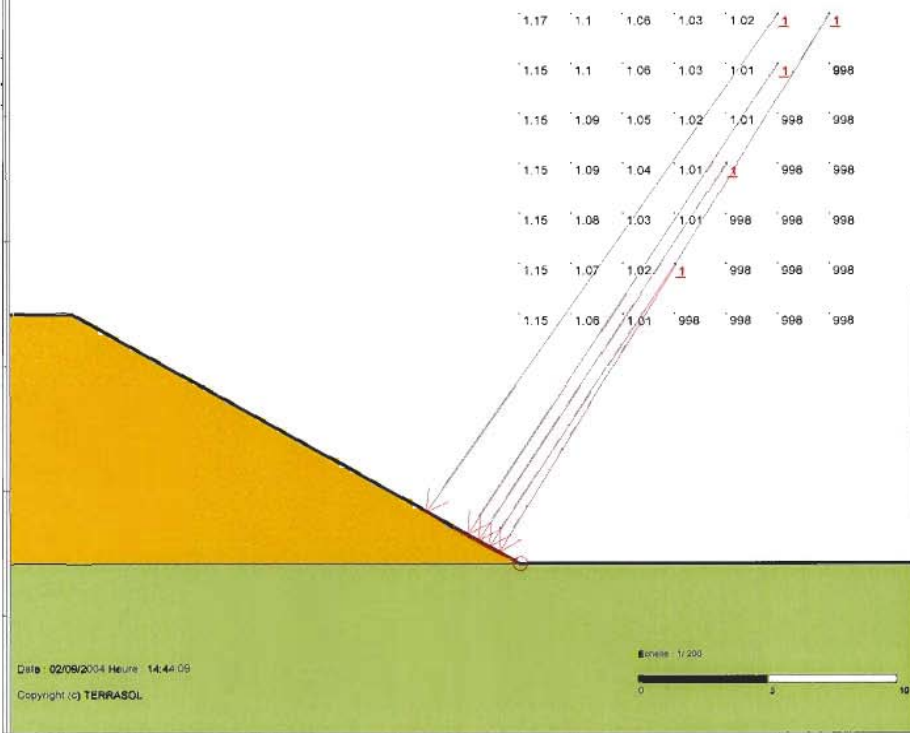 1.17 1.1 1.06 1.03 1.02 1 1
1.15 1.1 1.06 1.03 1.01 1 998
1.15 1.09 1.05 1.02 1.01 998 998
1.15 1.09 1.04 1.01 1 998 998
1.15 1.08 1.03 1.01 998 998 998
1.15 1.07 1.02 1 998 998 998
1.15 1.06 1.01 998 998 998 998
Date : 02/09/2004 Heure : 14:44:09
Copyright (c) TERRASOL
Echelle : 1/200
0 5 10